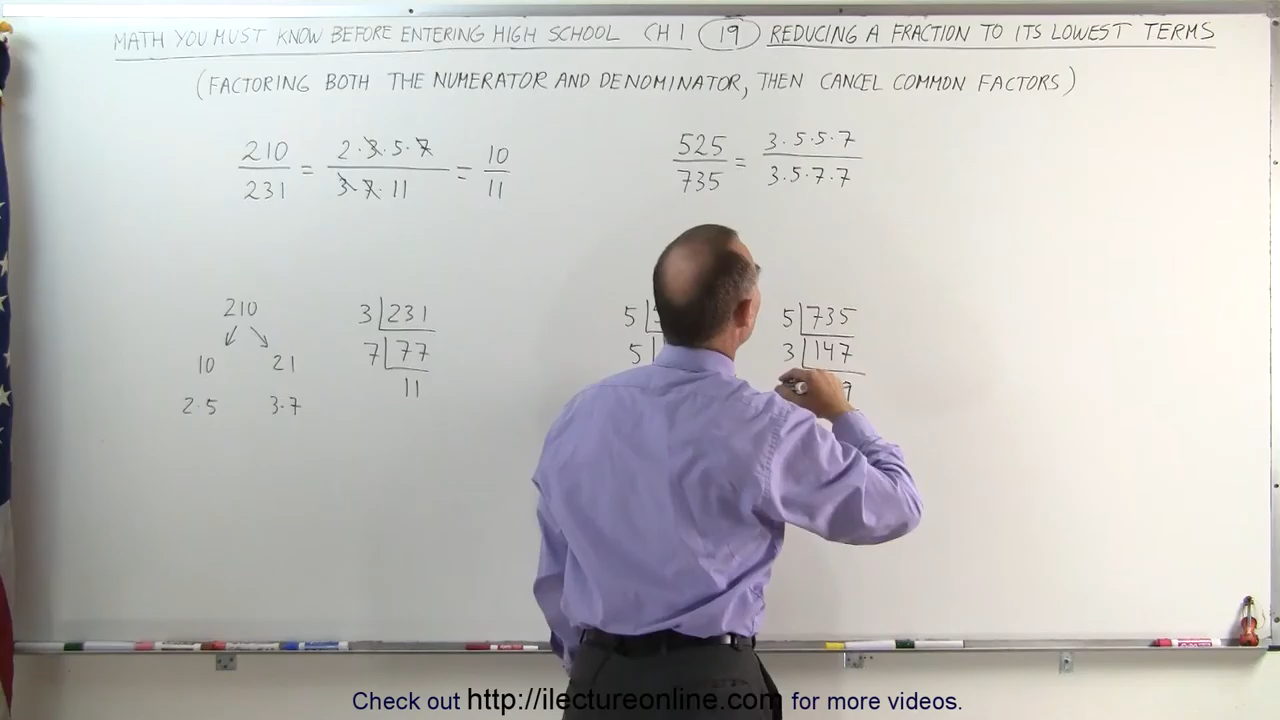 MATH YOU MUST KNOW BEFORE ENTERING HIGH SCHOOL CH 1 19 REDUCING A FRACTION TO ITS LOWEST TERMS
(FACTORING BOTH THE NUMERATOR AND DENOMINATOR, THEN CANCEL COMMON FACTORS)
210/231 = 2·3·5·7/3·7·11 = 10/11
525/735 = 3·5·5·7/3·5·7·7
210
10 21
2·5 3·7
3 231
7 77
11
5
5
5 735
3 147
9
Check out http://ilectureonline.com for more videos.